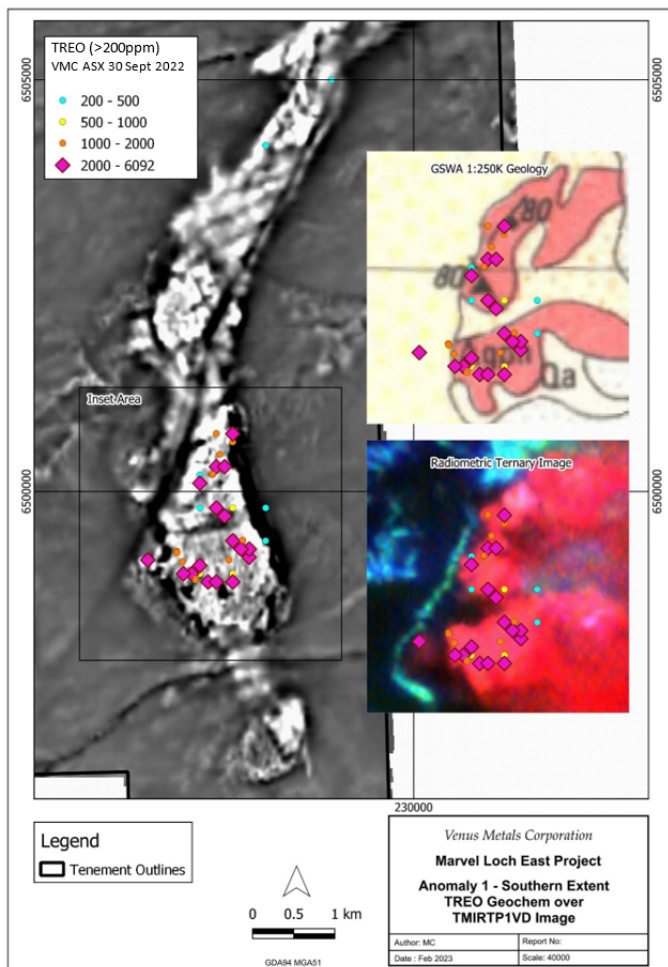 TREO (>200ppm)
VMC ASX 30 Sept 2022
200 - 500
500 - 1000
1000 - 2000
2000 - 6092
6505000
6505000
GSWA 1:250K Geology
80
80
Agph
Qa
Inset Area
Radiometric Ternary Image
6500000
6500000
230000
Legend
Tenement Outlines
0 0.5 1 km
GDA94 MGA51
Venus Metals Corporation
Marvel Loch East Project
Anomaly 1 - Southern Extent
TREO Geochem over
TMIRTP1VD Image
Author: MC
Report No:
Date : Feb 2023
Scale: 40000